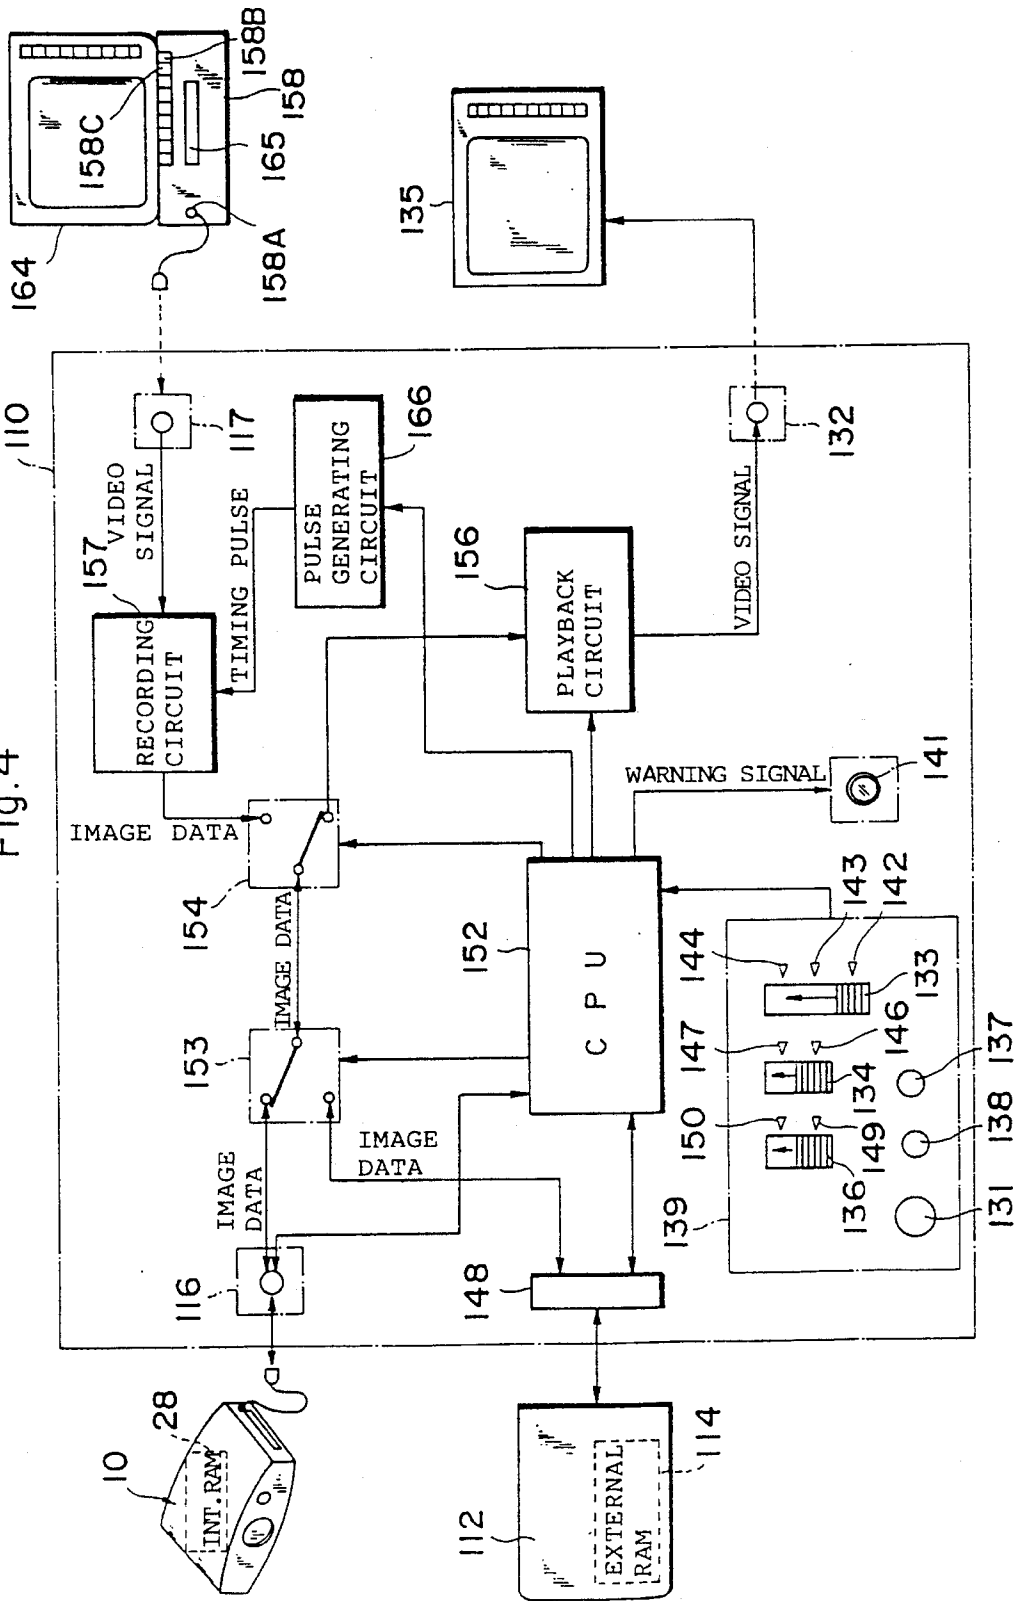 Fig.4
110
10
28
INT.RAM
116
IMAGE
DATA
153
IMAGE DATA
154
IMAGE DATA
157
RECORDING
CIRCUIT
VIDEO
SIGNAL
117
164
158C
158B
158
165
158A
TIMING PULSE
PULSE
GENERATING
CIRCUIT
166
IMAGE
DATA
112
EXTERNAL
RAM
114
148
152
CPU
156
PLAYBACK
CIRCUIT
VIDEO SIGNAL
132
135
WARNING SIGNAL
141
139
150
147
144
143
142
149
146
136
134
133
131
138
137